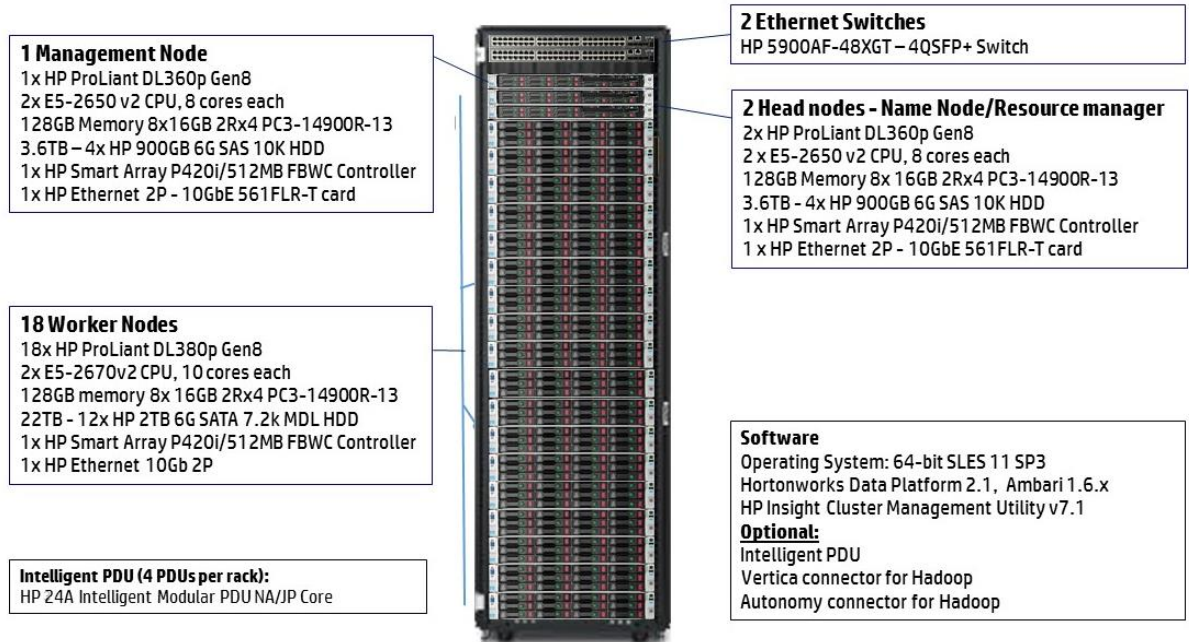 1 Management Node
1x HP ProLiant DL360p Gen8
2x E5-2650 v2 CPU, 8 cores each
128GB Memory 8x16GB 2Rx4 PC3-14900R-13
3.6TB – 4x HP 900GB 6G SAS 10K HDD
1x HP Smart Array P420i/512MB FBWC Controller
1x HP Ethernet 2P - 10GbE 561FLR-T card
2 Ethernet Switches
HP 5900AF-48XGT – 4QSFP+ Switch
2 Head nodes - Name Node/Resource manager
2x HP ProLiant DL360p Gen8
2 x E5-2650 v2 CPU, 8 cores each
128GB Memory 8x 16GB 2Rx4 PC3-14900R-13
3.6TB - 4x HP 900GB 6G SAS 10K HDD
1x HP Smart Array P420i/512MB FBWC Controller
1 x HP Ethernet 2P - 10GbE 561FLR-T card
18 Worker Nodes
18x HP ProLiant DL380p Gen8
2x E5-2670v2 CPU, 10 cores each
128GB memory 8x 16GB 2Rx4 PC3-14900R-13
22TB - 12x HP 2TB 6G SATA 7.2k MDL HDD
1x HP Smart Array P420i/512MB FBWC Controller
1x HP Ethernet 10Gb 2P
Software
Operating System: 64-bit SLES 11 SP3
Hortonworks Data Platform 2.1, Ambari 1.6.x
HP Insight Cluster Management Utility v7.1
Optional:
Intelligent PDU
Vertica connector for Hadoop
Autonomy connector for Hadoop
Intelligent PDU (4 PDUs per rack):
HP 24A Intelligent Modular PDU NA/JP Core